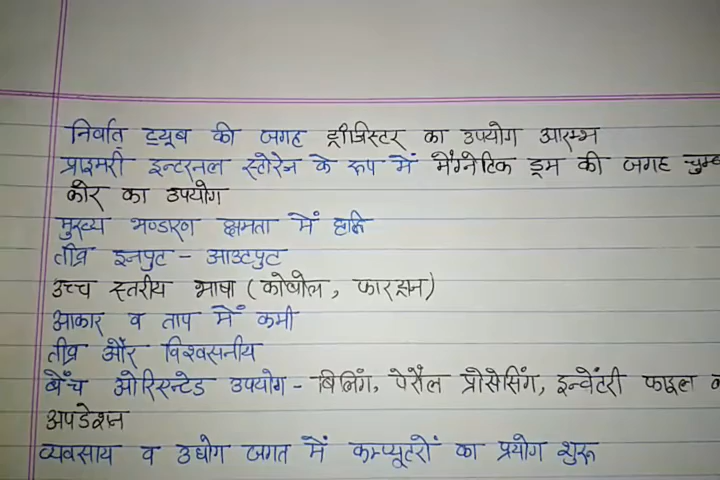 निर्वात् ट्यूब की जगह ट्रांजिस्टर का उपयोग आरम्भ
प्राइमरी इन्टरनल स्टोरेज के रूप में मैग्नेटिक ड्रम की जगह
कोर का उपयोग
मुख्य भण्डारण क्षमता में
तीव्र इनपुट - आउटपुट
उच्च स्तरीय भाषा (कोबोल, फारट्रान)
आकार व ताप में कमी
तीव्र और विश्वसनीय
बैच ओरिएन्टेड उपयोग - बिलिंग, पेरौल प्रोसेसिंग, इन्वेंटरी फाइल
अपडेशन
व्यवसाय व उद्योग जगत में कम्प्यूटरों का प्रयोग शुरू